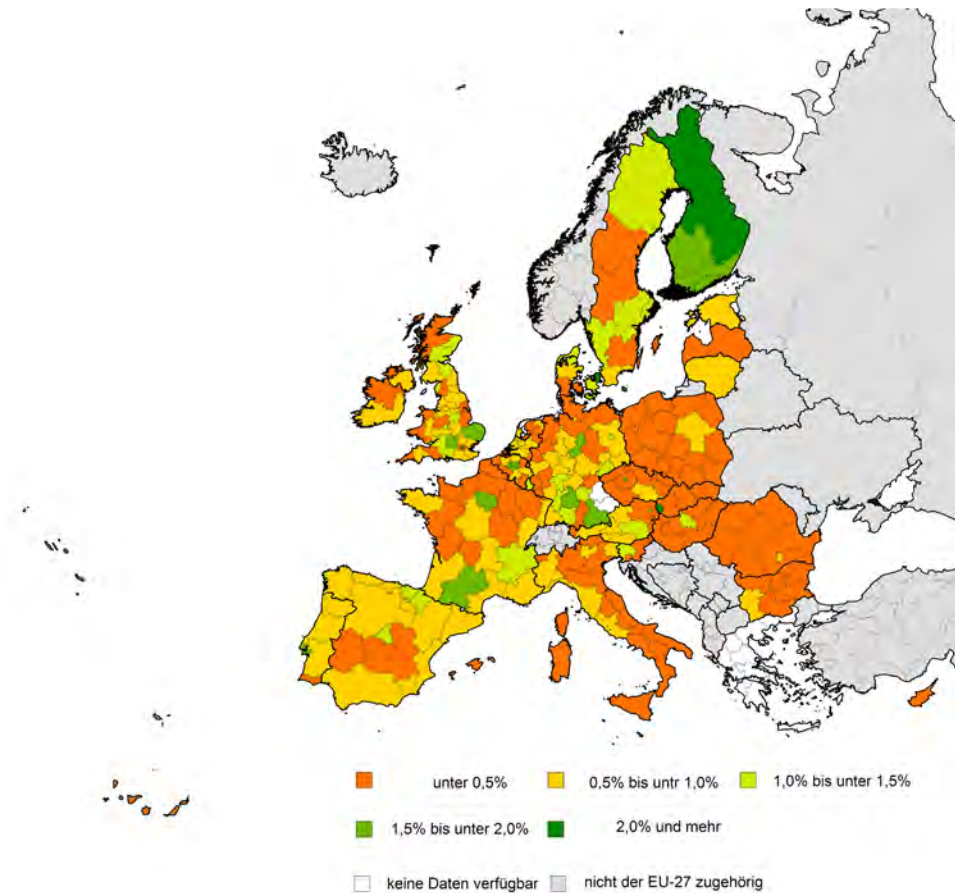 unter 0,5%
0,5% bis untr 1,0%
1,0% bis unter 1,5%
1,5% bis unter 2,0%
2,0% und mehr
keine Daten verfügbar
nicht der EU-27 zugehörig